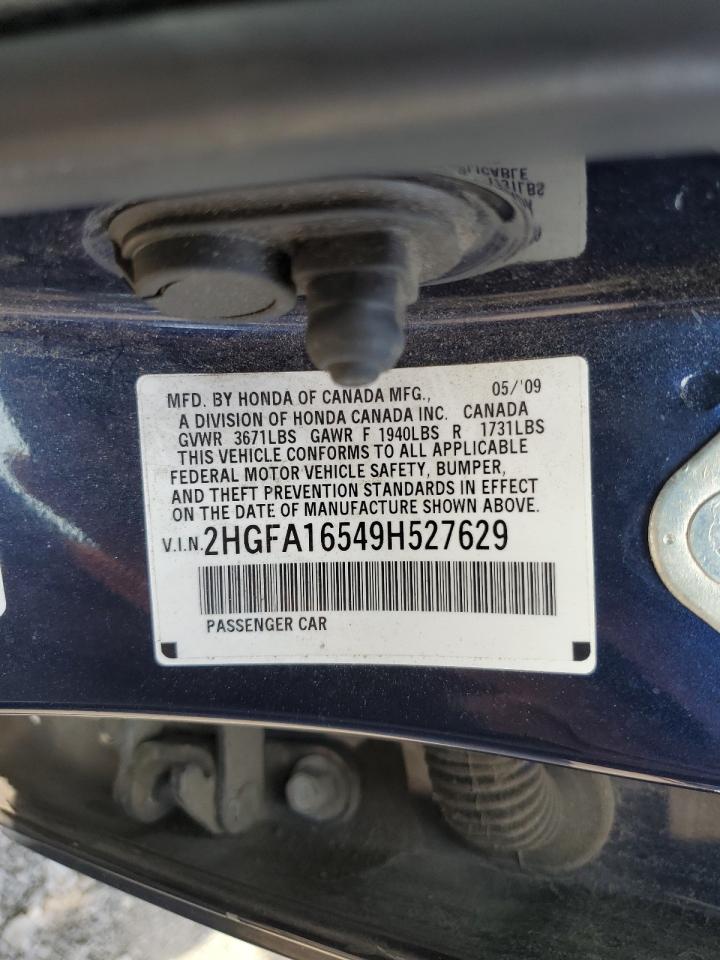 MFD. BY HONDA OF CANADA MFG., 05/'09
A DIVISION OF HONDA CANADA INC. CANADA
GVWR 3671LBS GAWR F 1940LBS R 1731LBS
THIS VEHICLE CONFORMS TO ALL APPLICABLE
FEDERAL MOTOR VEHICLE SAFETY, BUMPER,
AND THEFT PREVENTION STANDARDS IN EFFECT
ON THE DATE OF MANUFACTURE SHOWN ABOVE.
V.I.N. 2HGFA16549H527629
PASSENGER CAR